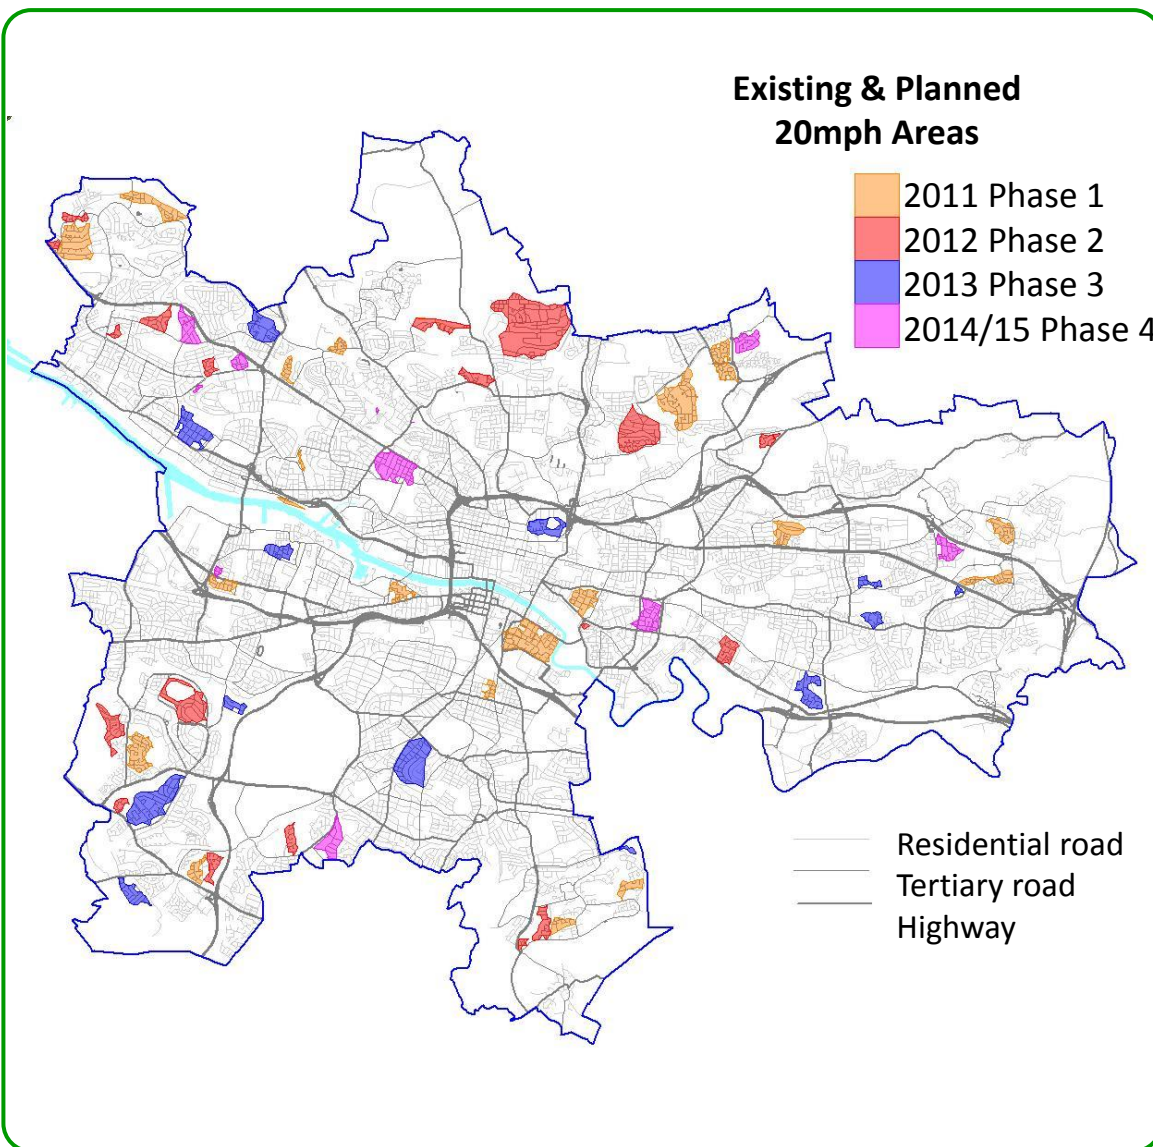 Existing & Planned
20mph Areas
2011 Phase 1
2012 Phase 2
2013 Phase 3
2014/15 Phase 4
Residential road
Tertiary road
Highway